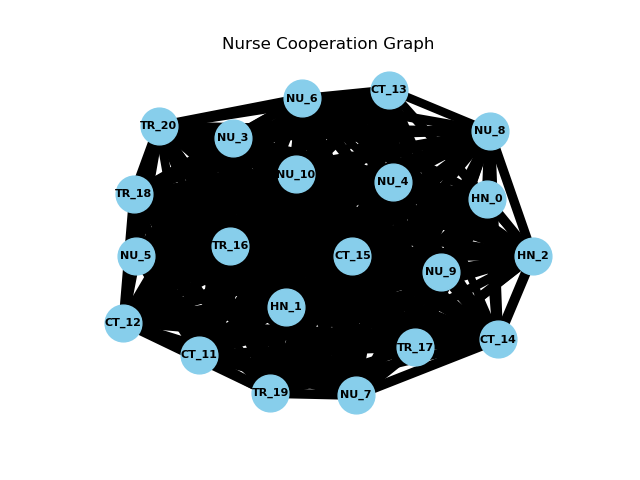 Nurse Cooperation Graph
CT_13
NU_6
TR_20
NU_8
NU_3
NU_10
NU_4
TR_18
HN_0
TR_16
NU_5
CT_15
HN_2
NU_9
HN_1
CT_12
CT_14
TR_17
CT_11
TR_19
NU_7